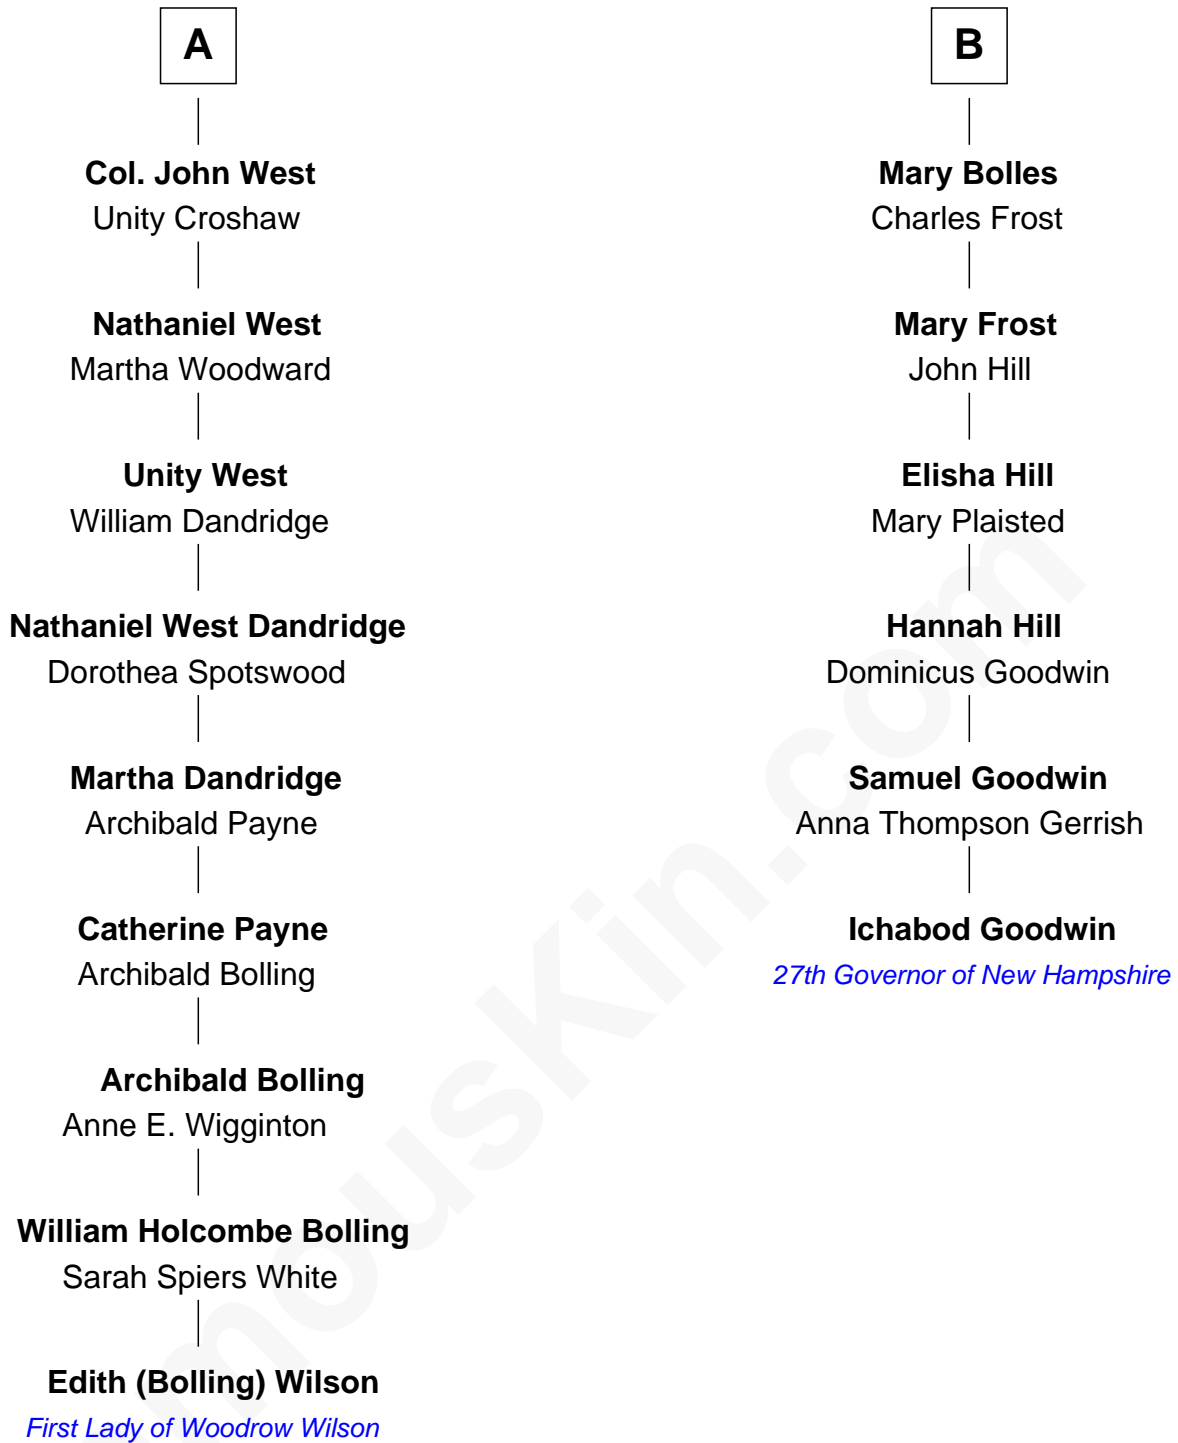 A
Col. John West
Unity Croshaw
Nathaniel West
Martha Woodward
Unity West
William Dandridge
Nathaniel West Dandridge
Dorothea Spotswood
Martha Dandridge
Archibald Payne
Catherine Payne
Archibald Bolling
Archibald Bolling
Anne E. Wigginton
William Holcombe Bolling
Sarah Spiers White
Edith (Bolling) Wilson
First Lady of Woodrow Wilson
B
Mary Bolles
Charles Frost
Mary Frost
John Hill
Elisha Hill
Mary Plaisted
Hannah Hill
Dominicus Goodwin
Samuel Goodwin
Anna Thompson Gerrish
Ichabod Goodwin
27th Governor of New Hampshire
mouskin.com